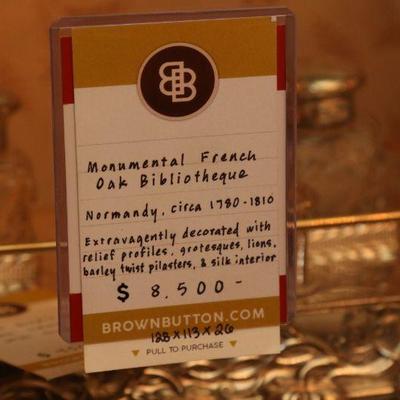 BB
Monumental French
Oak Bibliotheque
Normandy, circa 1780-1810
Extravagently decorated with
relief profiles, grotesques, lions,
barley twist pilasters, & silk interior
$ 8,500-
BROWNBUTTON.COM
128 x 113 x 26
PULL TO PURCHASE